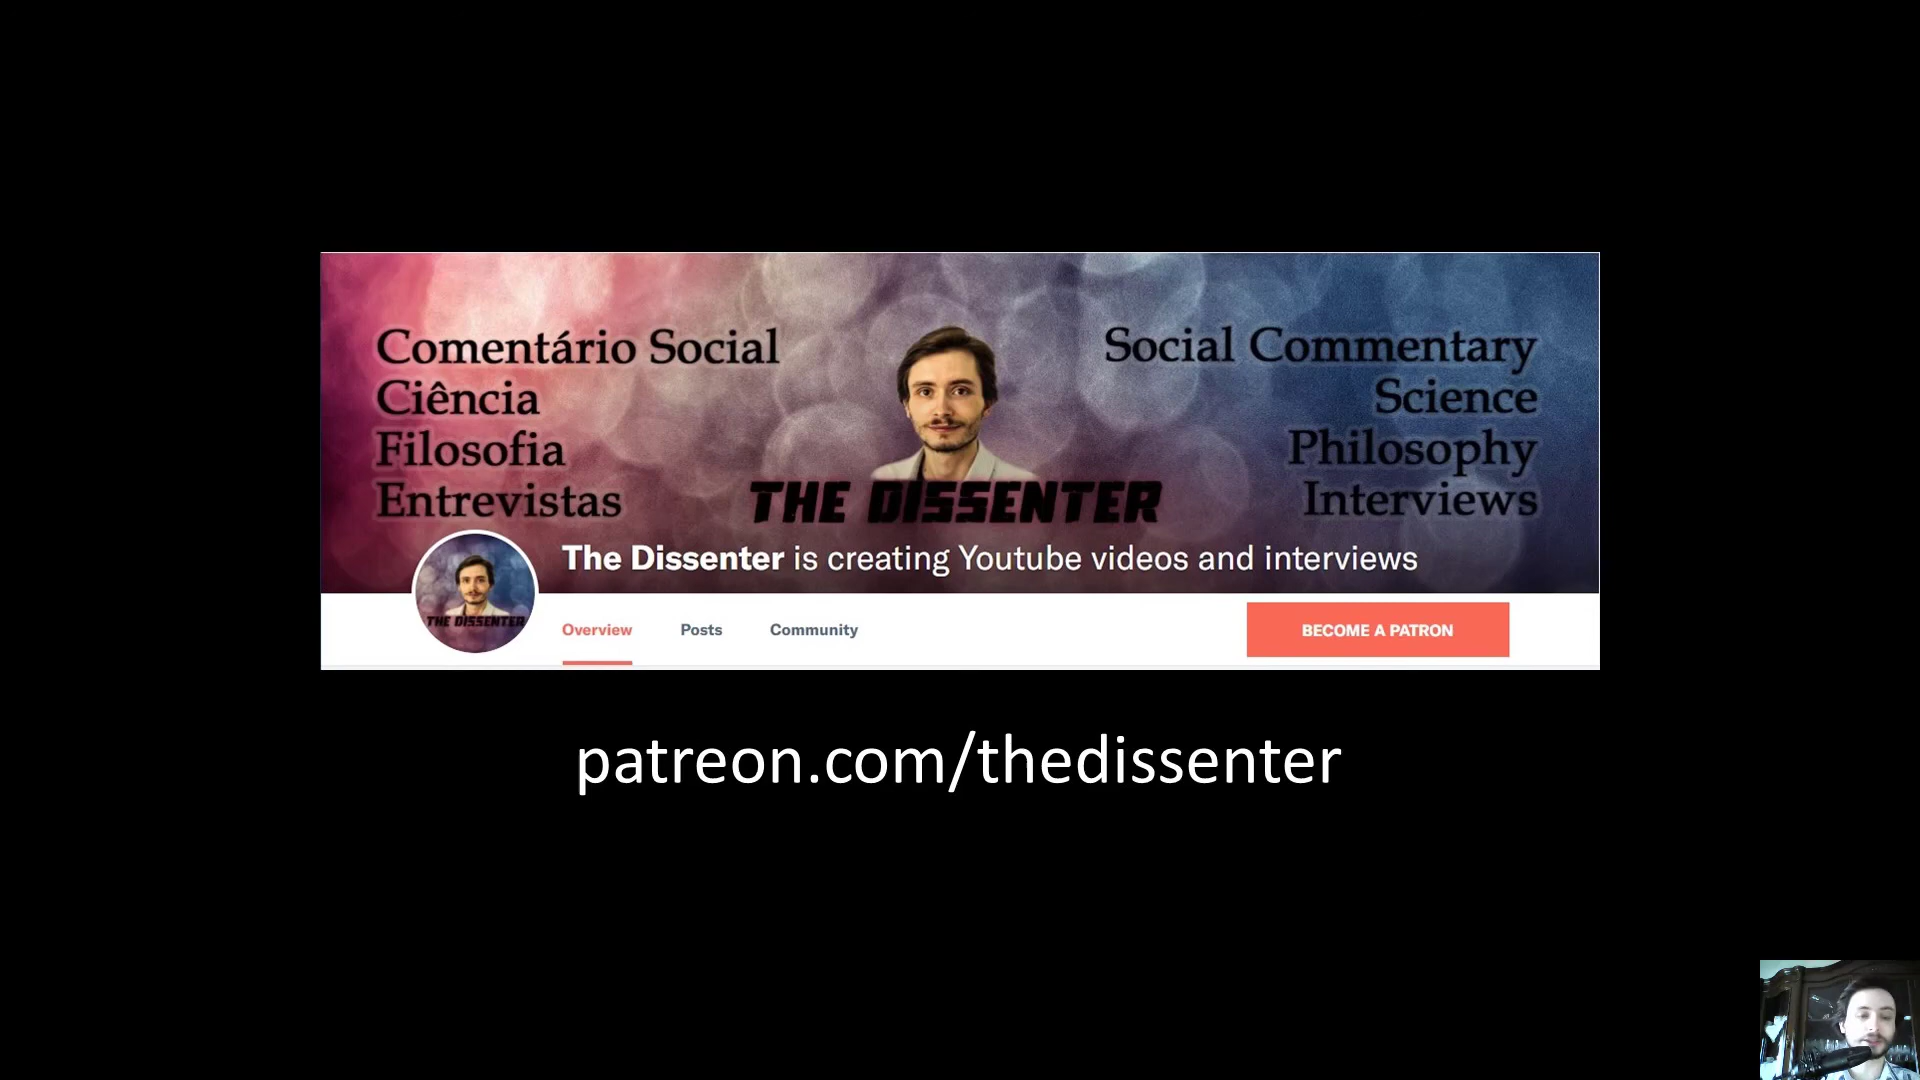 Comentário Social
Ciência
Filosofia
Entrevistas
Social Commentary
Science
Philosophy
Interviews
THE DISSENTER
The Dissenter is creating Youtube videos and interviews
THE DISSENTER
Overview
Posts
Community
BECOME A PATRON
patreon.com/thedissenter